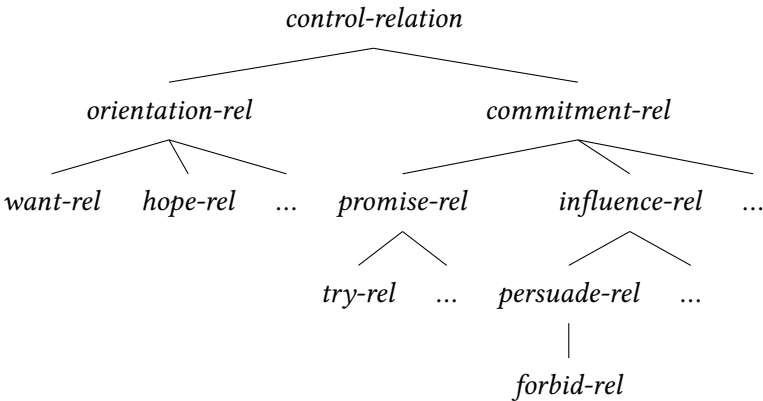 control-relation
orientation-rel commitment-rel
want-rel hope-rel ... promise-rel influence-rel ...
try-rel ... persuade-rel ...
forbid-rel